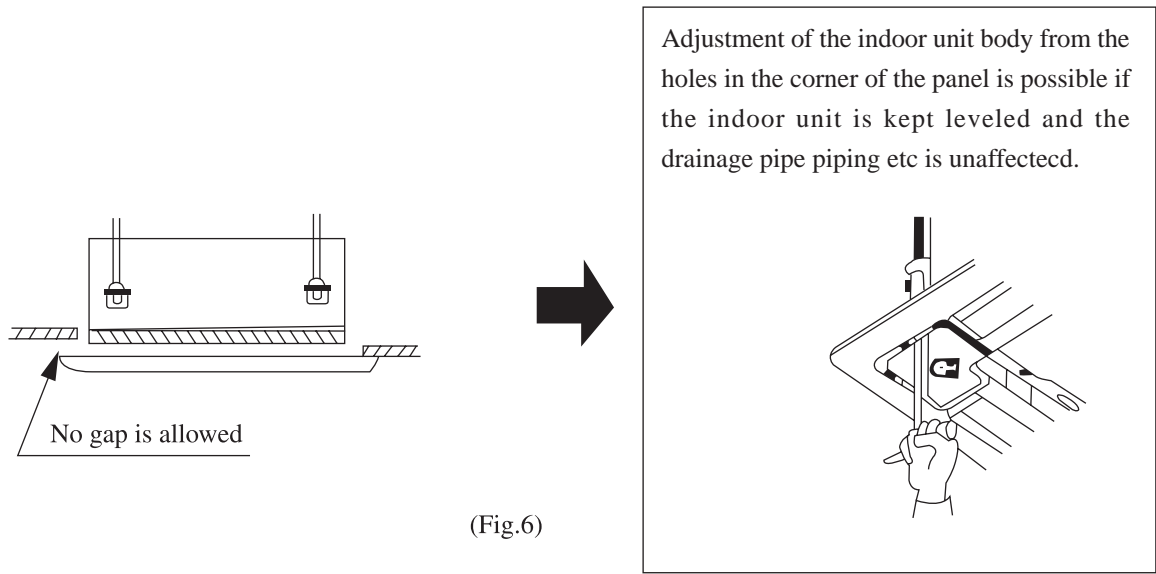 Adjustment of the indoor unit body from the
holes in the corner of the panel is possible if
the indoor unit is kept leveled and the
drainage pipe piping etc is unaffectecd.
No gap is allowed
(Fig.6)